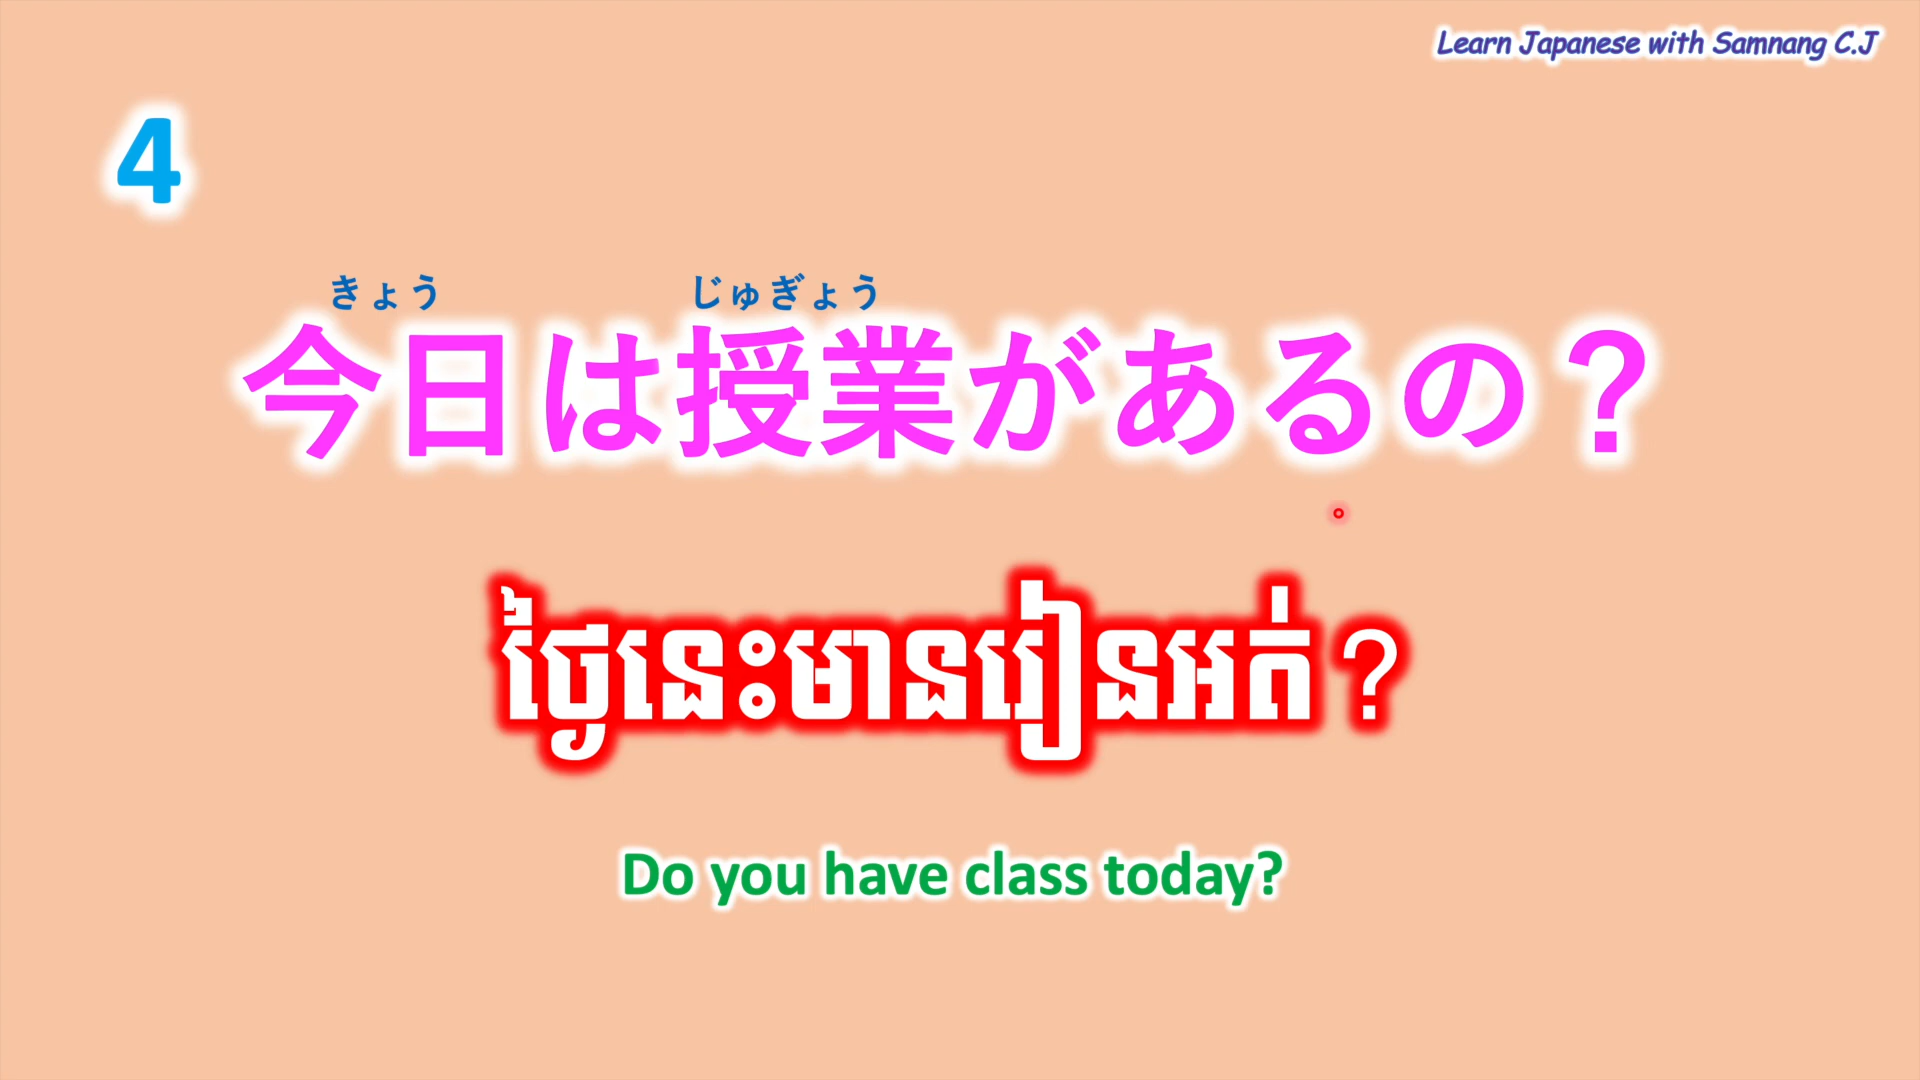 Learn Japanese with Samnang C.J
4
きょう じゅぎょう
今日は授業があるの？
ថ្ងៃនេះមានរៀនអត់?
Do you have class today?